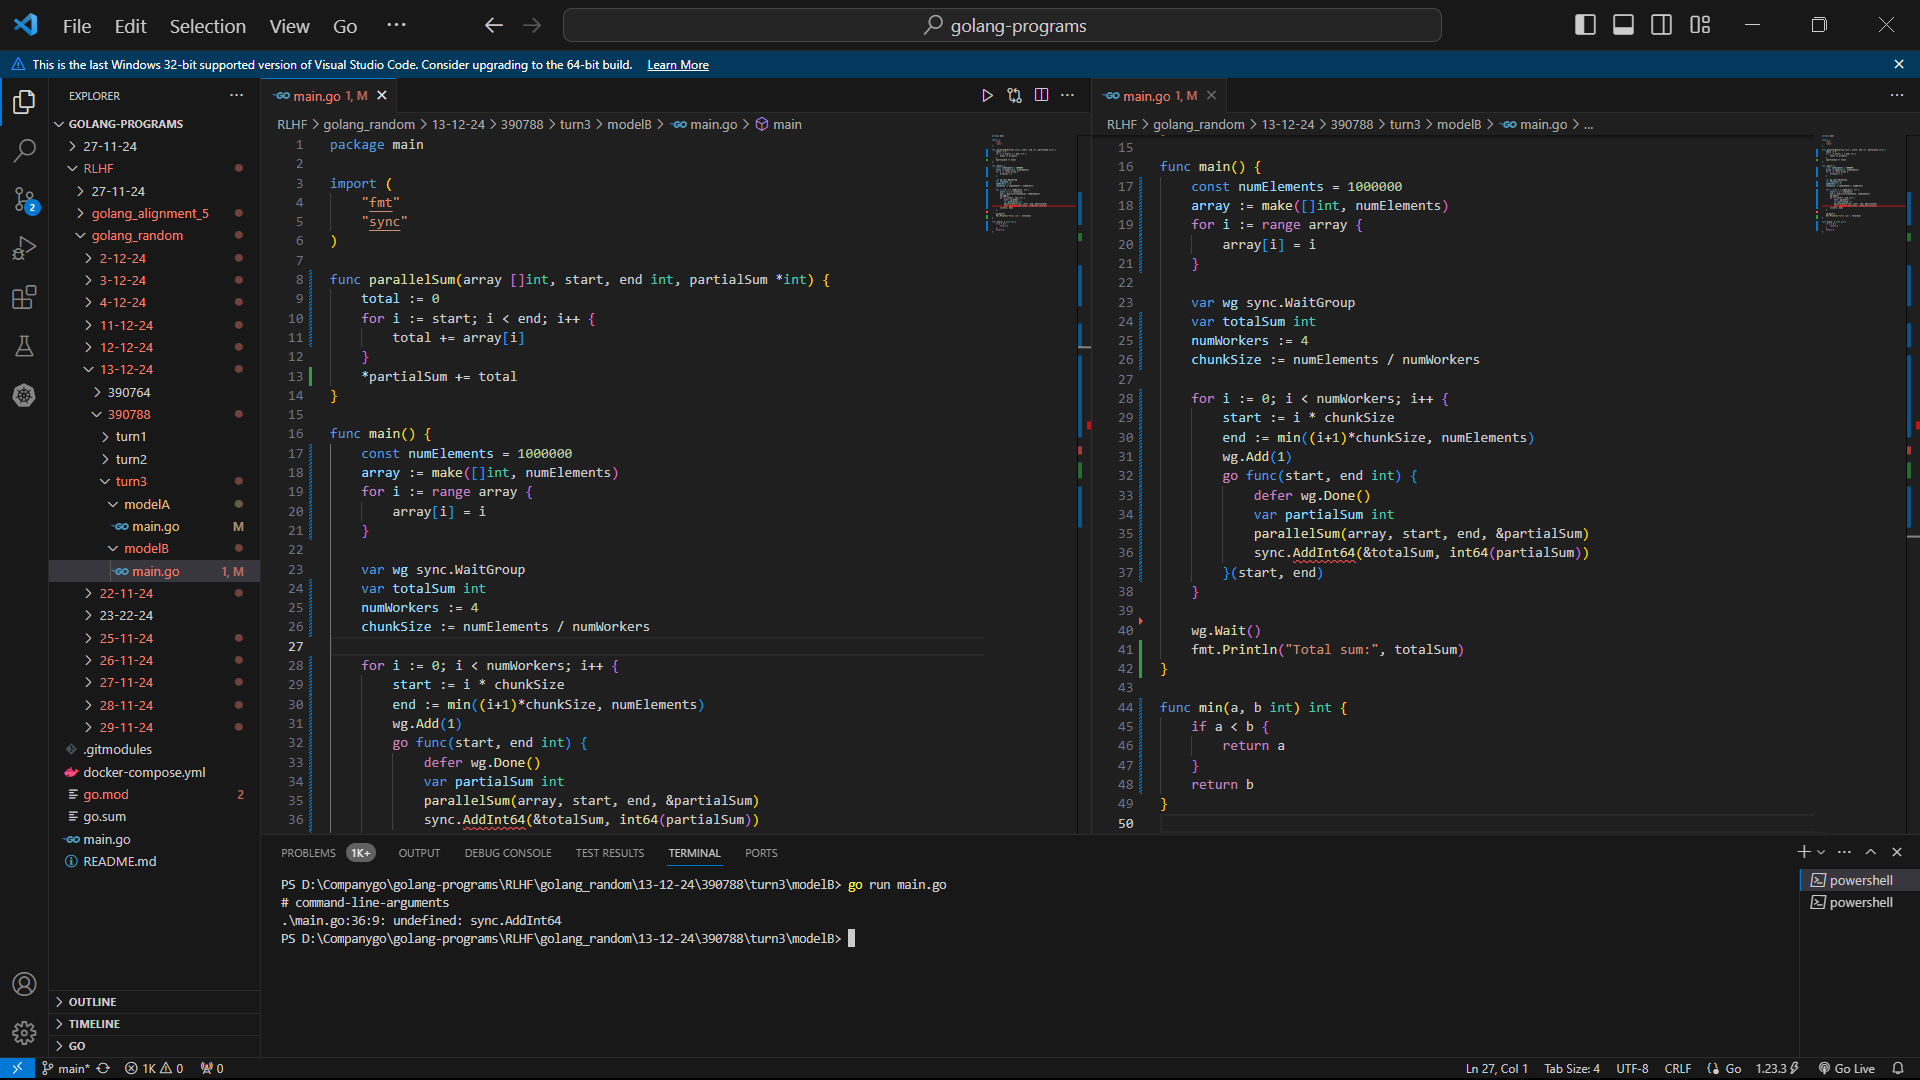 File Edit Selection View Go ··· golang-programs
This is the last Windows 32-bit supported version of Visual Studio Code. Consider upgrading to the 64-bit build. Learn More
EXPLORER
GOLANG-PROGRAMS
27-11-24
RLHF
27-11-24
golang_alignment_5
golang_random
2-12-24
3-12-24
4-12-24
11-12-24
12-12-24
13-12-24
390764
390788
turn1
turn2
turn3
modelA
main.go M
modelB
main.go 1, M
22-11-24
23-22-24
25-11-24
26-11-24
27-11-24
28-11-24
29-11-24
.gitmodules
docker-compose.yml
go.mod 2
go.sum
main.go
README.md
OUTLINE
TIMELINE
GO
2
main.go 1, M
RLHF > golang_random > 13-12-24 > 390788 > turn3 > modelB > main.go > main
1 package main
2
3 import (
4 "fmt"
5 "sync"
6 )
7
8 func parallelSum(array []int, start, end int, partialSum *int) {
9 total := 0
10 for i := start; i < end; i++ {
11 total += array[i]
12 }
13 *partialSum += total
14 }
15
16 func main() {
17 const numElements = 1000000
18 array := make([]int, numElements)
19 for i := range array {
20 array[i] = i
21 }
22
23 var wg sync.WaitGroup
24 var totalSum int
25 numWorkers := 4
26 chunkSize := numElements / numWorkers
27
28 for i := 0; i < numWorkers; i++ {
29 start := i * chunkSize
30 end := min((i+1)*chunkSize, numElements)
31 wg.Add(1)
32 go func(start, end int) {
33 defer wg.Done()
34 var partialSum int
35 parallelSum(array, start, end, &partialSum)
36 sync.AddInt64(&totalSum, int64(partialSum))
main.go 1, M
RLHF > golang_random > 13-12-24 > 390788 > turn3 > modelB > main.go > ...
15
16 func main() {
17 const numElements = 1000000
18 array := make([]int, numElements)
19 for i := range array {
20 array[i] = i
21 }
22
23 var wg sync.WaitGroup
24 var totalSum int
25 numWorkers := 4
26 chunkSize := numElements / numWorkers
27
28 for i := 0; i < numWorkers; i++ {
29 start := i * chunkSize
30 end := min((i+1)*chunkSize, numElements)
31 wg.Add(1)
32 go func(start, end int) {
33 defer wg.Done()
34 var partialSum int
35 parallelSum(array, start, end, &partialSum)
36 sync.AddInt64(&totalSum, int64(partialSum))
37 }(start, end)
38 }
39
40 wg.Wait()
41 fmt.Println("Total sum:", totalSum)
42 }
43
44 func min(a, b int) int {
45 if a < b {
46 return a
47 }
48 return b
49 }
50
PROBLEMS 1K+ OUTPUT DEBUG CONSOLE TEST RESULTS TERMINAL PORTS
PS D:\Companygo\golang-programs\RLHF\golang_random\13-12-24\390788\turn3\modelB> go run main.go
# command-line-arguments
.\main.go:36:9: undefined: sync.AddInt64
PS D:\Companygo\golang-programs\RLHF\golang_random\13-12-24\390788\turn3\modelB>
powershell
powershell
main* 1K 0 0 Ln 27, Col 1 Tab Size: 4 UTF-8 CRLF Go 1.23.3 Go Live